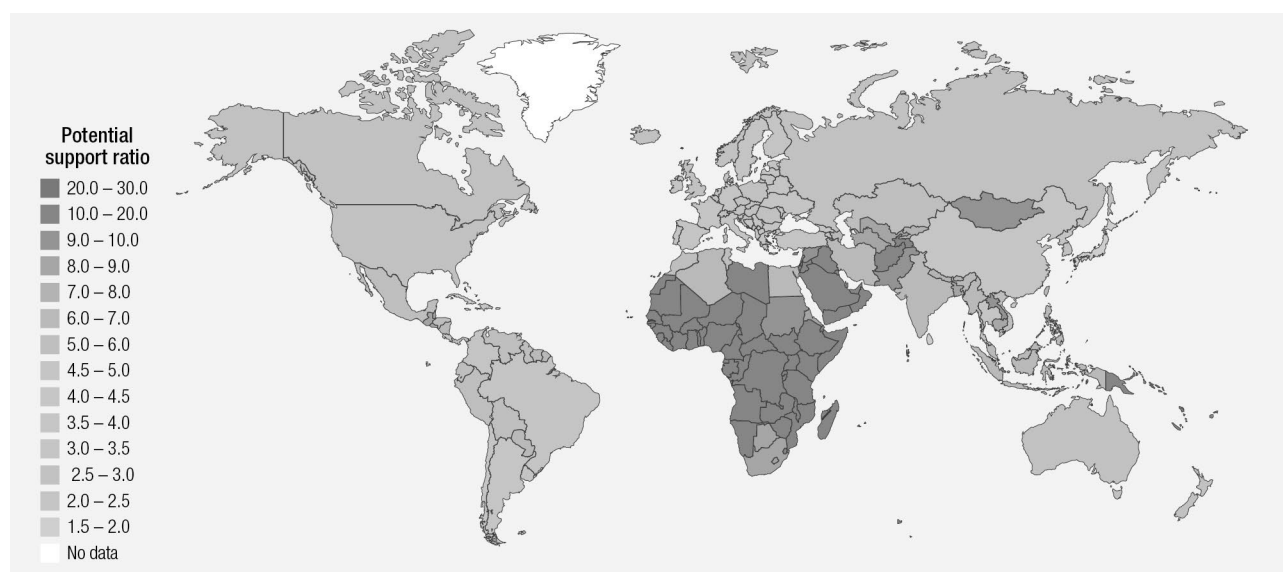 Potential
support ratio
20.0 – 30.0
10.0 – 20.0
9.0 – 10.0
8.0 – 9.0
7.0 – 8.0
6.0 – 7.0
5.0 – 6.0
4.5 – 5.0
4.0 – 4.5
3.5 – 4.0
3.0 – 3.5
2.5 – 3.0
2.0 – 2.5
1.5 – 2.0
No data